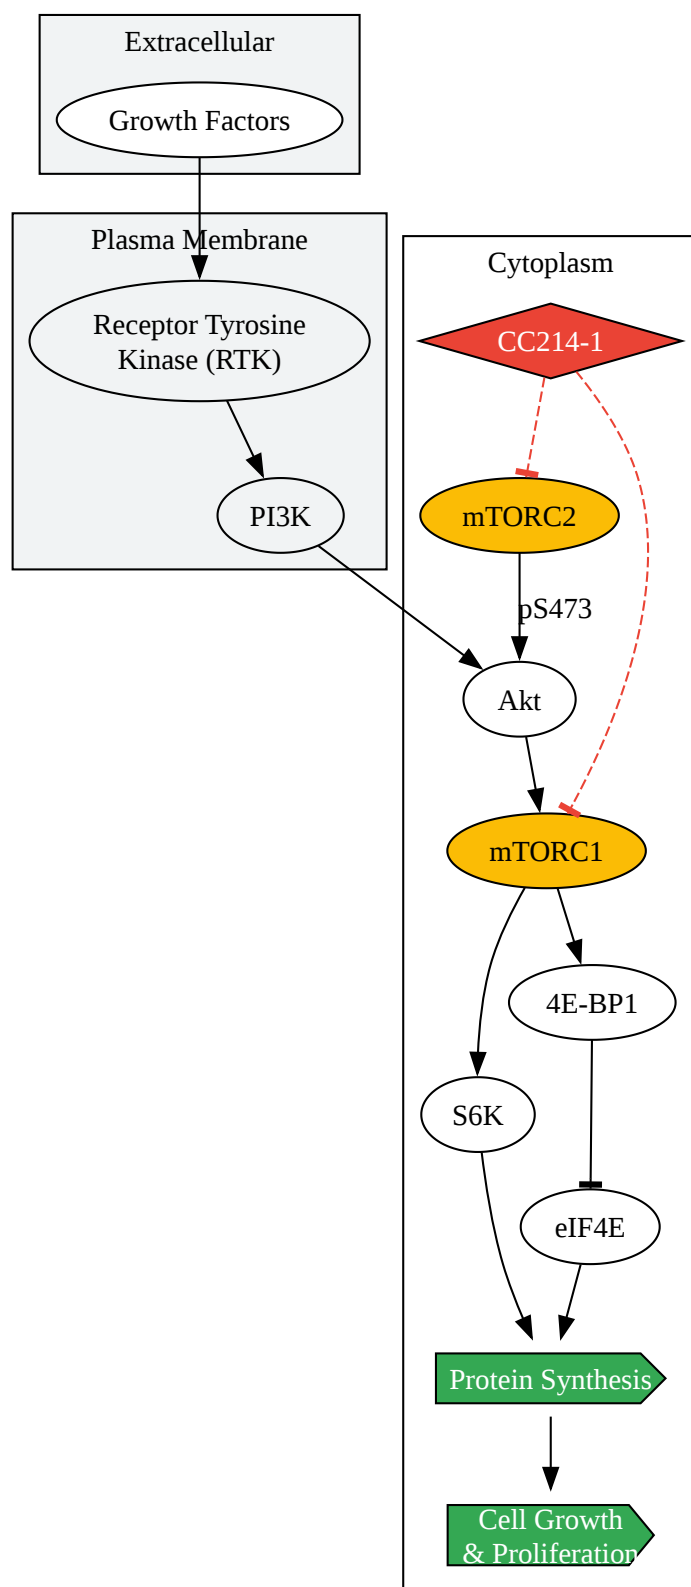 Extracellular
Growth Factors
Plasma Membrane
Receptor Tyrosine
Kinase (RTK)
PI3K
Cytoplasm
CC214-1
mTORC2
pS473
Akt
mTORC1
4E-BP1
S6K
eIF4E
Protein Synthesis
Cell Growth
& Proliferation